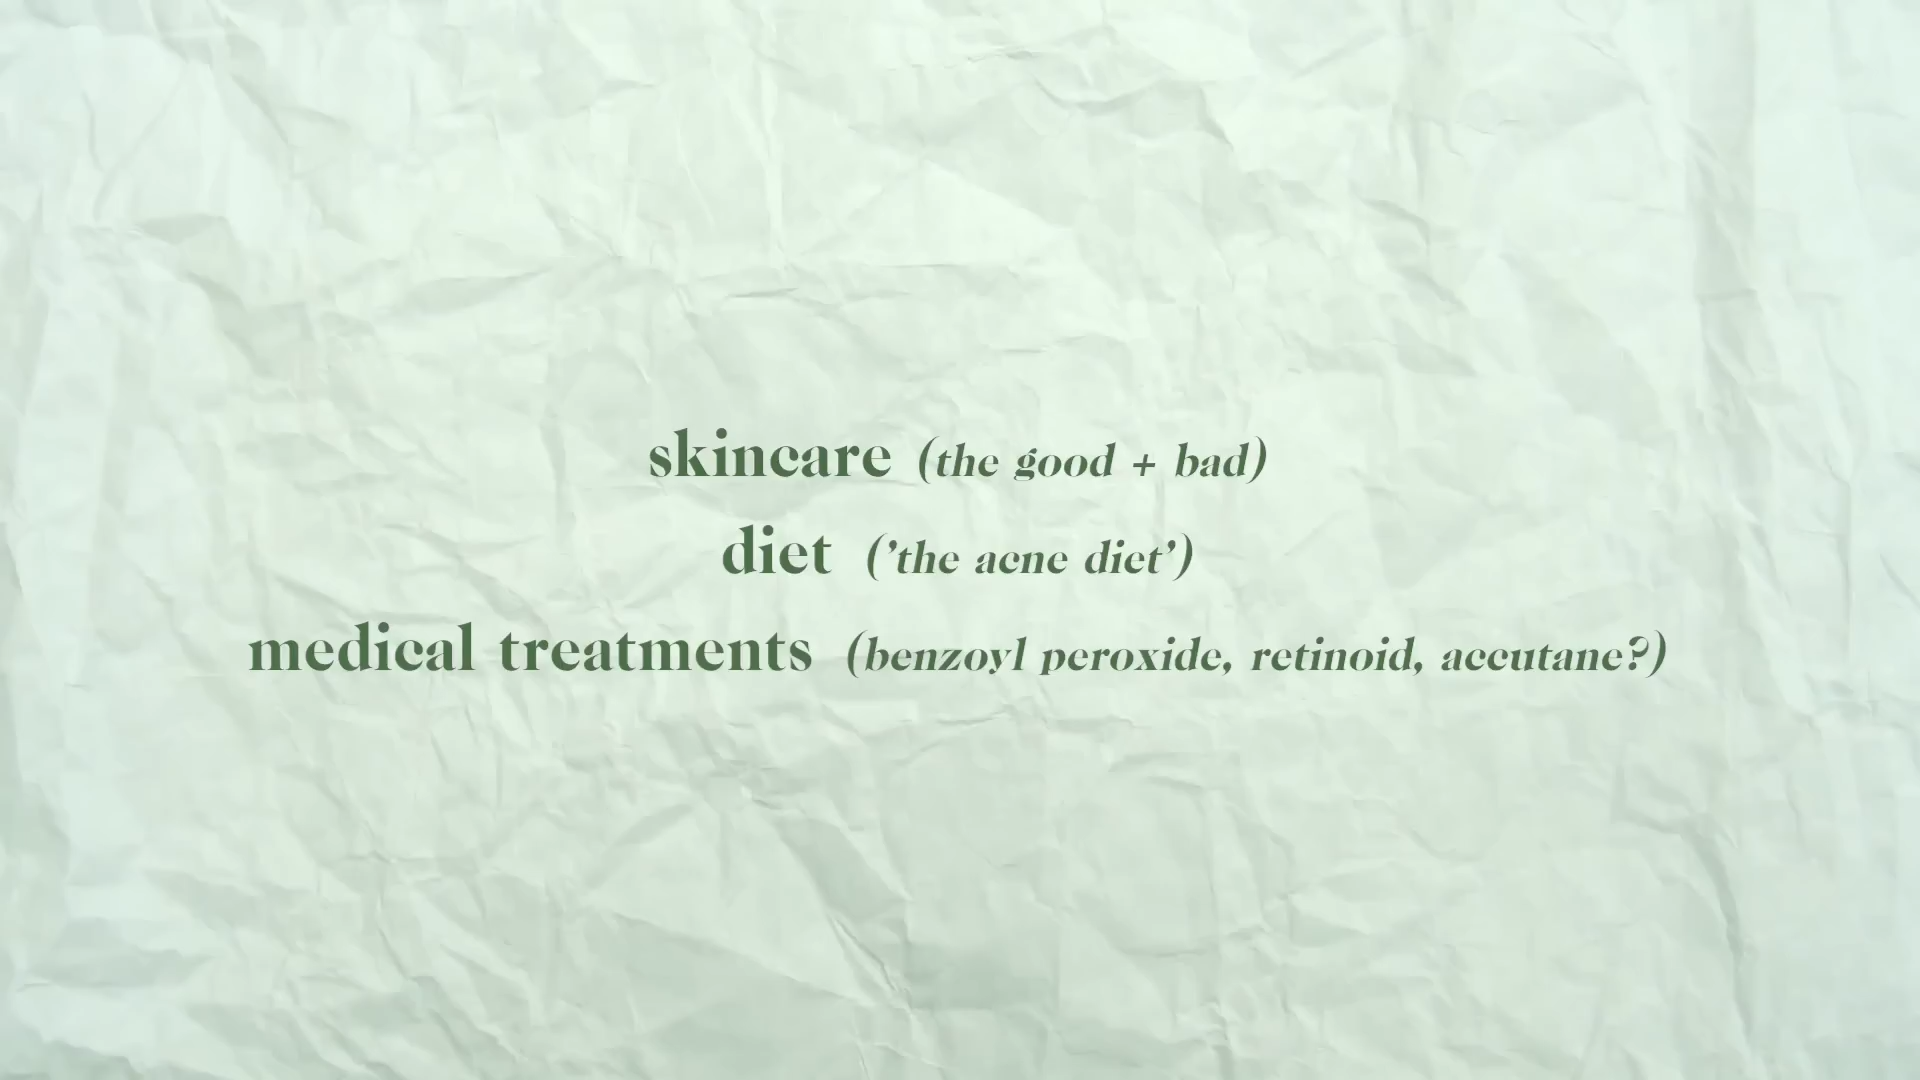 skincare (the good + bad)
diet ('the acne diet')
medical treatments (benzoyl peroxide, retinoid, accutane?)